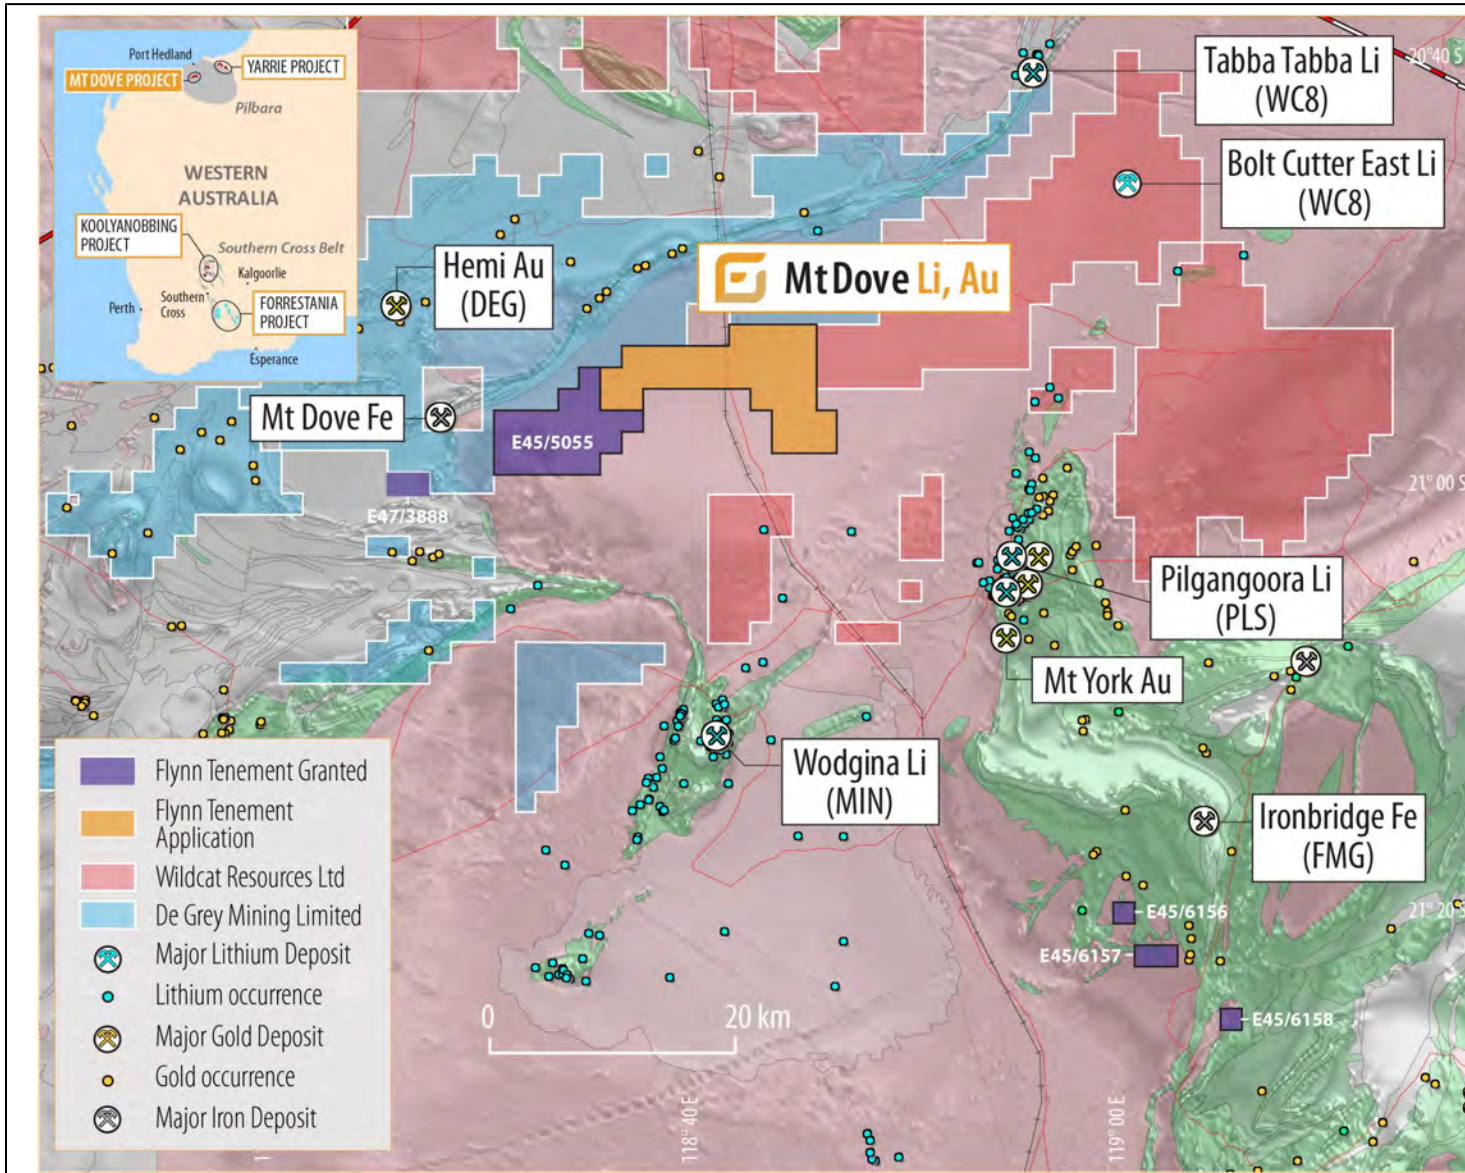 Port Hedland
MT DOVE PROJECT
YARRIE PROJECT
Pilbara
WESTERN
AUSTRALIA
KOOLYANOBBING
PROJECT
Southern Cross Belt
Kalgoorlie
Perth
Southern
Cross
FORRESTANIA
PROJECT
Esperance
Tabba Tabba Li
(WC8)
20°40 S
Bolt Cutter East Li
(WC8)
Hemi Au
(DEG)
Mt Dove Li, Au
Mt Dove Fe
E45/5055
E47/3888
21° 00 S
Pilgangoora Li
(PLS)
Mt York Au
Wodgina Li
(MIN)
Ironbridge Fe
(FMG)
E45/6156
21° 20 S
E45/6157
E45/6158
Flynn Tenement Granted
Flynn Tenement
Application
Wildcat Resources Ltd
De Grey Mining Limited
Major Lithium Deposit
Lithium occurrence
Major Gold Deposit
Gold occurrence
Major Iron Deposit
0 20 km
118° 40 E
119° 00 E